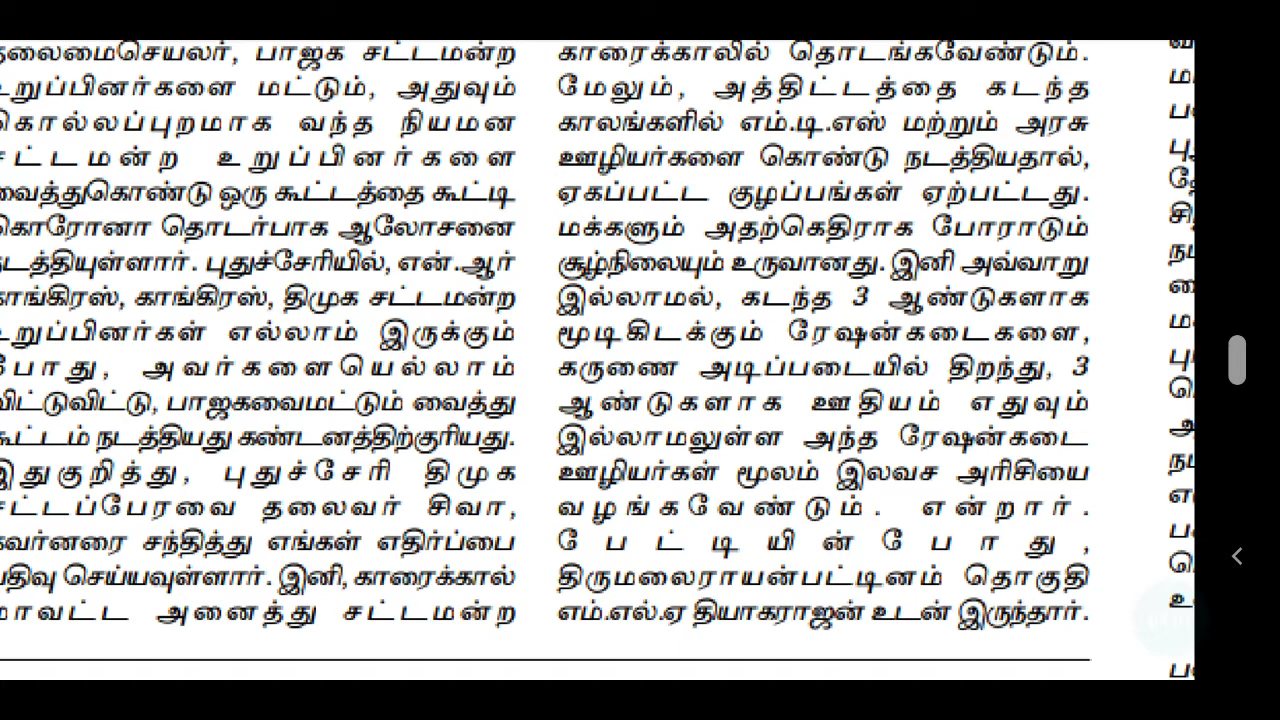 தலைமைசெயலர், பாஜக சட்டமன்ற
உறுப்பினர்களை மட்டும், அதுவும்
கொல்லப்புறமாக வந்த நியமன
சட்டமன்ற உறுப்பினர்களை
வைத்துகொண்டு ஒரு கூட்டத்தை கூட்டி
கொரோனா தொடர்பாக ஆலோசனை
நடத்தியுள்ளார். புதுச்சேரியில், என்.ஆர்
காங்கிரஸ், காங்கிரஸ், திமுக சட்டமன்ற
உறுப்பினர்கள் எல்லாம் இருக்கும்
போது, அவர்களையெல்லாம்
விட்டுவிட்டு, பாஜகவைமட்டும் வைத்து
கூட்டம் நடத்தியது கண்டனத்திற்குரியது.
இதுகுறித்து, புதுச்சேரி திமுக
சட்டப்பேரவை தலைவர் சிவா,
கவர்னரை சந்தித்து எங்கள் எதிர்ப்பை
பதிவு செய்யவுள்ளார். இனி, காரைக்கால்
மாவட்ட அனைத்து சட்டமன்ற
காரைக்காலில் தொடங்கவேண்டும்.
மேலும், அத்திட்டத்தை கடந்த
காலங்களில் எம்.டி.எஸ் மற்றும் அரசு
ஊழியர்களை கொண்டு நடத்தியதால்,
ஏகப்பட்ட குழப்பங்கள் ஏற்பட்டது.
மக்களும் அதற்கெதிராக போராடும்
சூழ்நிலையும் உருவானது. இனி அவ்வாறு
இல்லாமல், கடந்த 3 ஆண்டுகளாக
மூடிகிடக்கும் ரேஷன்கடைகளை,
கருணை அடிப்படையில் திறந்து, 3
ஆண்டுகளாக ஊதியம் எதுவும்
இல்லாமலுள்ள அந்த ரேஷன்கடை
ஊழியர்கள் மூலம் இலவச அரிசியை
வழங்கவேண்டும். என்றார்.
பேட்டியின்போது,
திருமலைராயன்பட்டினம் தொகுதி
எம்.எல்.ஏ தியாகராஜன் உடன் இருந்தார்.